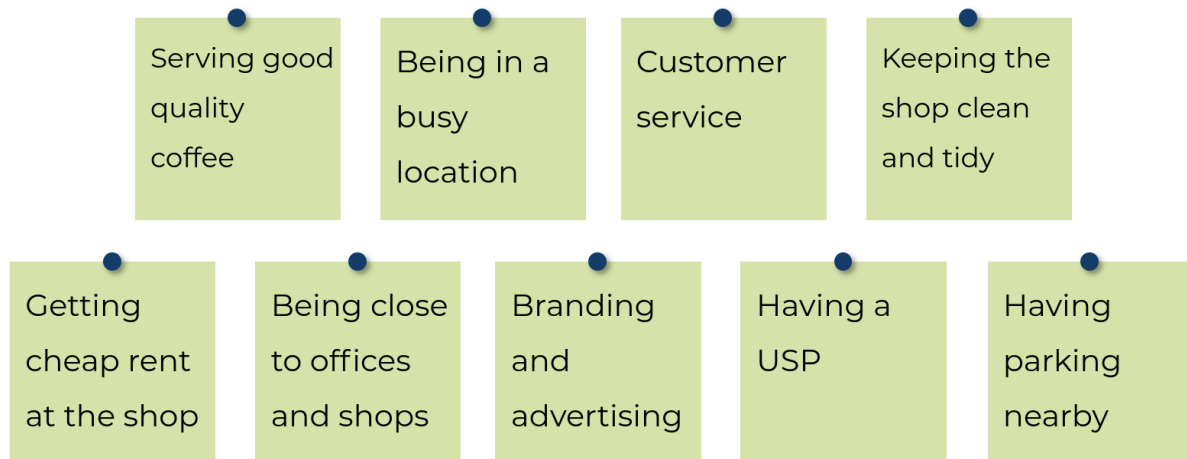 Serving good
quality
coffee
Being in a
busy
location
Customer
service
Keeping the
shop clean
and tidy
Getting
cheap rent
at the shop
Being close
to offices
and shops
Branding
and
advertising
Having a
USP
Having
parking
nearby